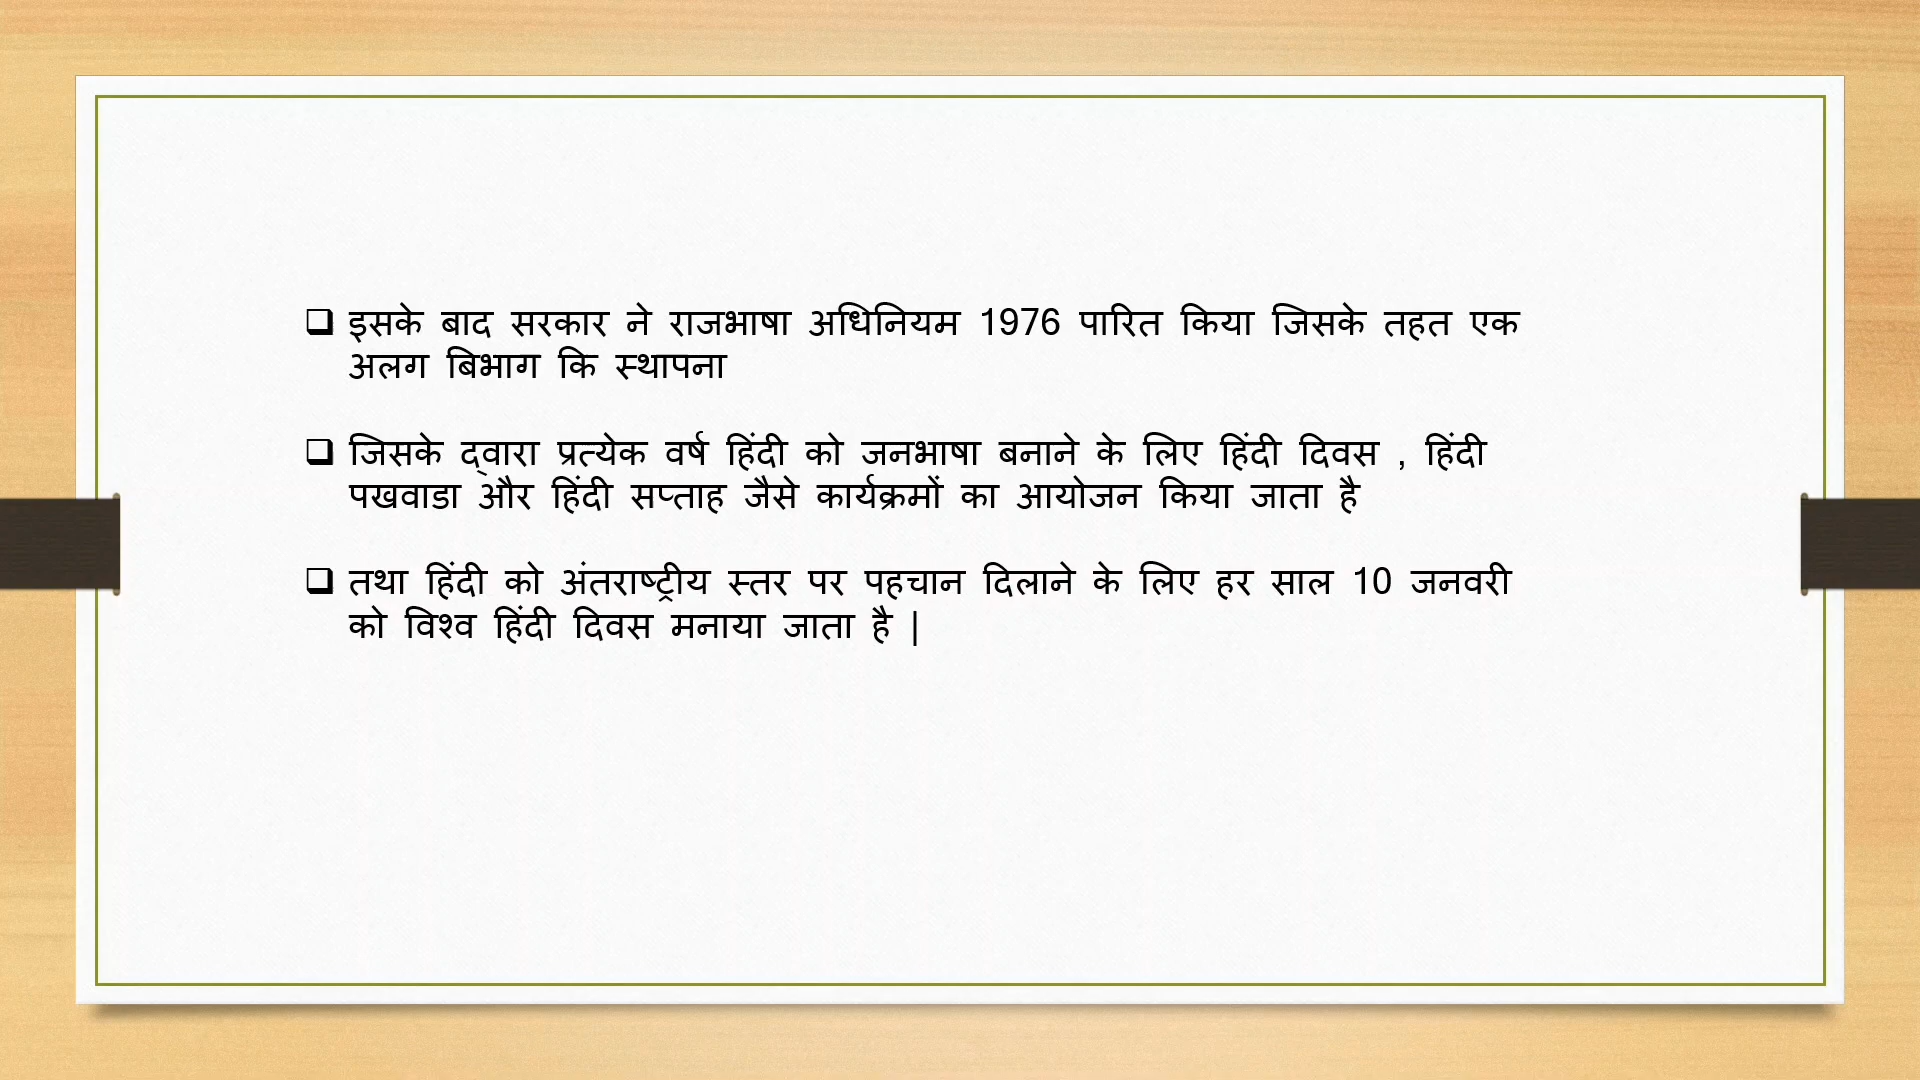 इसके बाद सरकार ने राजभाषा अधिनियम 1976 पारित किया जिसके तहत एक
अलग बिभाग कि स्थापना
जिसके द्वारा प्रत्येक वर्ष हिंदी को जनभाषा बनाने के लिए हिंदी दिवस , हिंदी
पखवाडा और हिंदी सप्ताह जैसे कार्यक्रमों का आयोजन किया जाता है
तथा हिंदी को अंतराष्ट्रीय स्तर पर पहचान दिलाने के लिए हर साल 10 जनवरी
को विश्व हिंदी दिवस मनाया जाता है |